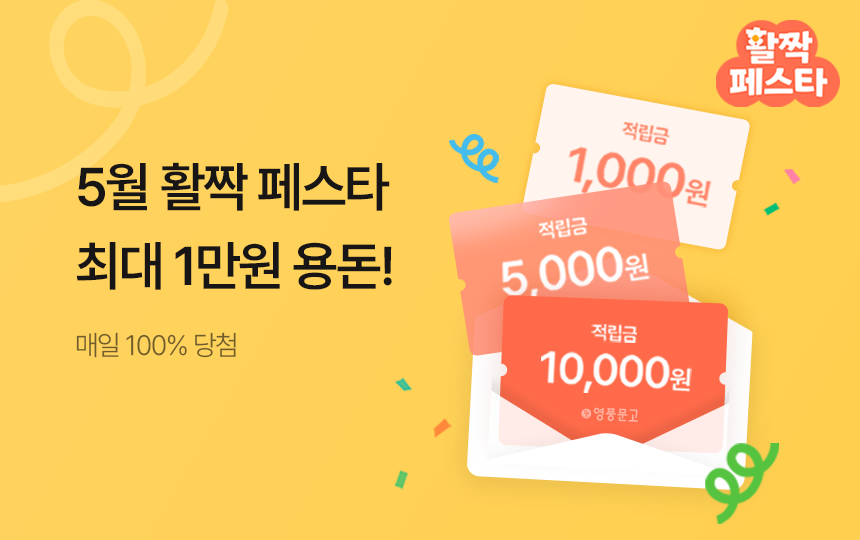 활짝
페스타
5월 활짝 페스타
최대 1만원 용돈!
매일 100% 당첨
적립금
1,000원
적립금
5,000원
적립금
10,000원
영풍문고